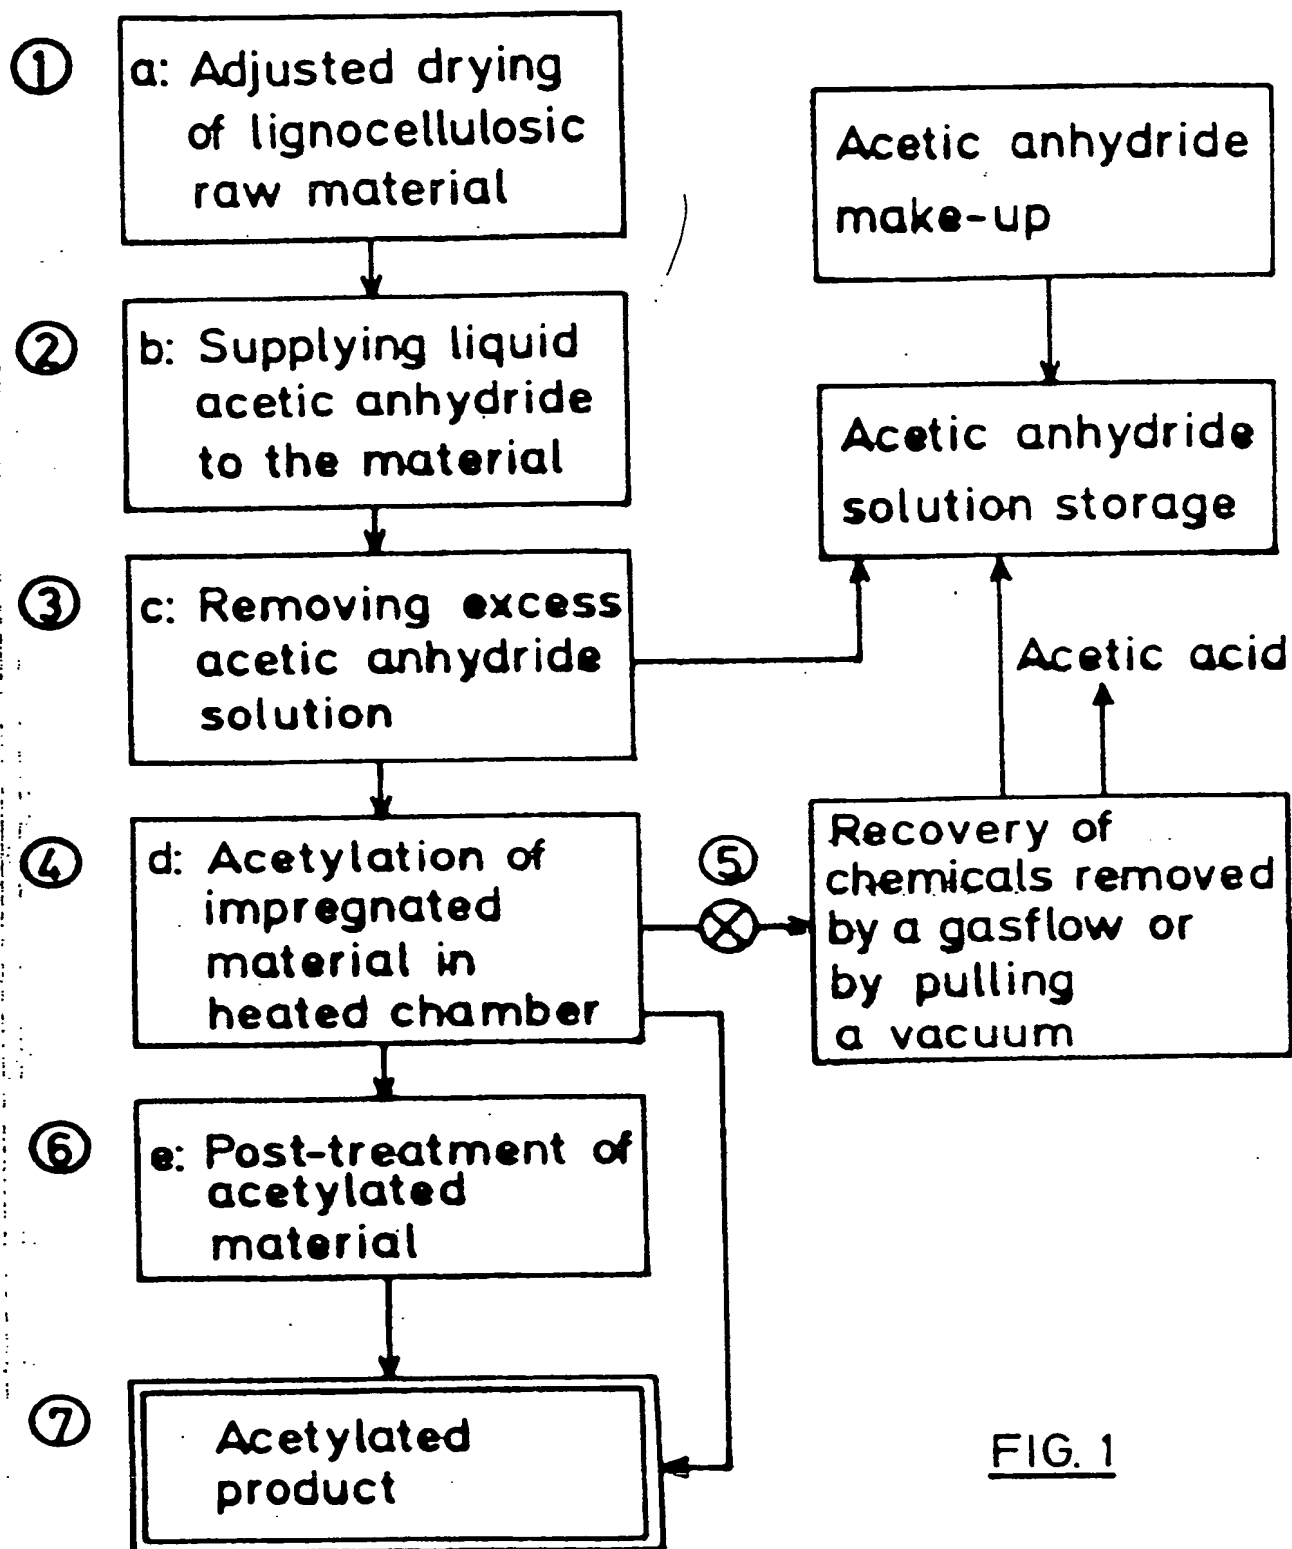 ①
a: Adjusted drying
of lignocellulosic
raw material
②
b: Supplying liquid
acetic anhydride
to the material
③
c: Removing excess
acetic anhydride
solution
④
d: Acetylation of
impregnated
material in
heated chamber
⑤
⑥
e: Post-treatment of
acetylated
material
⑦
Acetylated
product
Acetic anhydride
make-up
Acetic anhydride
solution storage
Acetic acid
Recovery of
chemicals removed
by a gasflow or
by pulling
a vacuum
FIG. 1